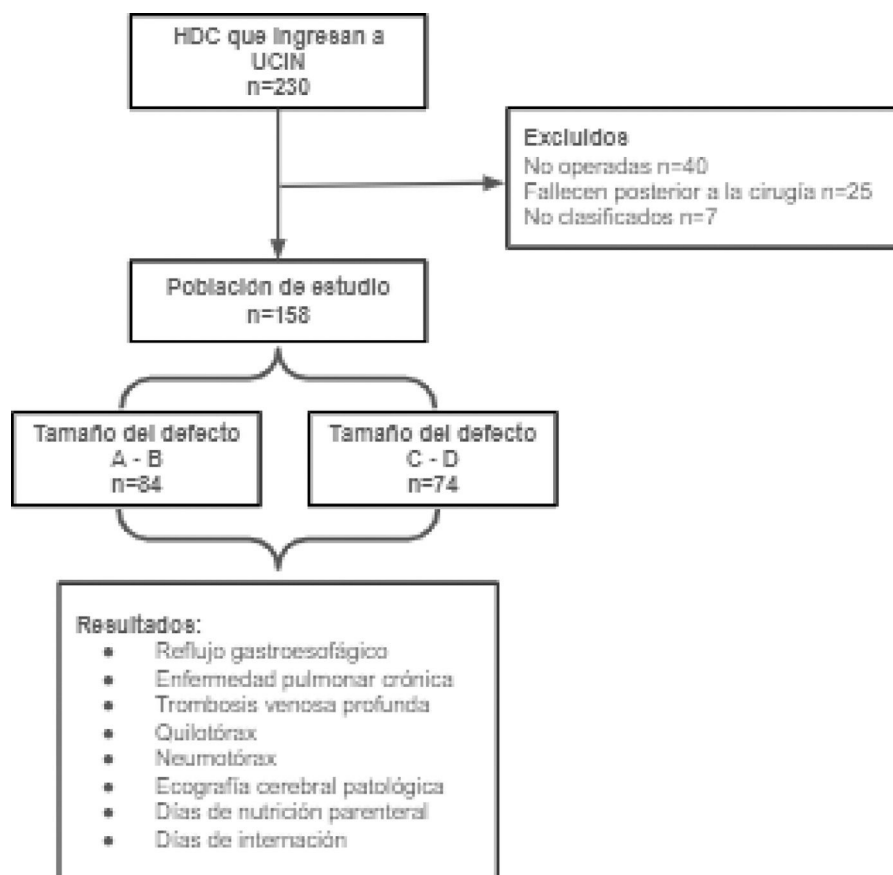 HDC que ingresan a
UCIN
n=230
Excluidos
No operadas n=40
Fallecen posterior a la cirugía n=25
No clasificados n=7
Población de estudio
n=158
Tamaño del defecto
A - B
n=84
Tamaño del defecto
C - D
n=74
Resultados:
● Reflujo gastroesofágico
● Enfermedad pulmonar crónica
● Trombosis venosa profunda
● Quilotórax
● Neumotórax
● Ecografía cerebral patológica
● Días de nutrición parenteral
● Días de internación